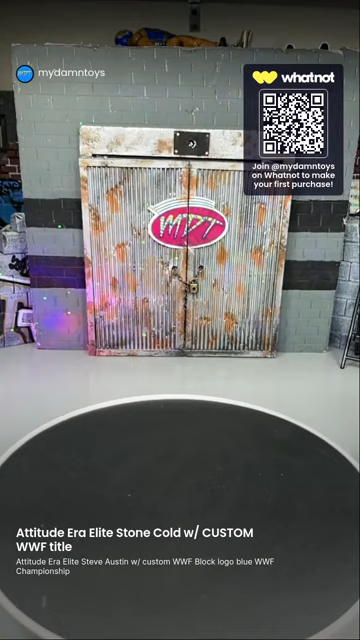 mydamntoys
whatnot
Join @mydamntoys
on Whatnot to make
your first purchase!
MDT
Attitude Era Elite Stone Cold w/ CUSTOM
WWF title
Attitude Era Elite Steve Austin w/ custom WWF Block logo blue WWF
Championship